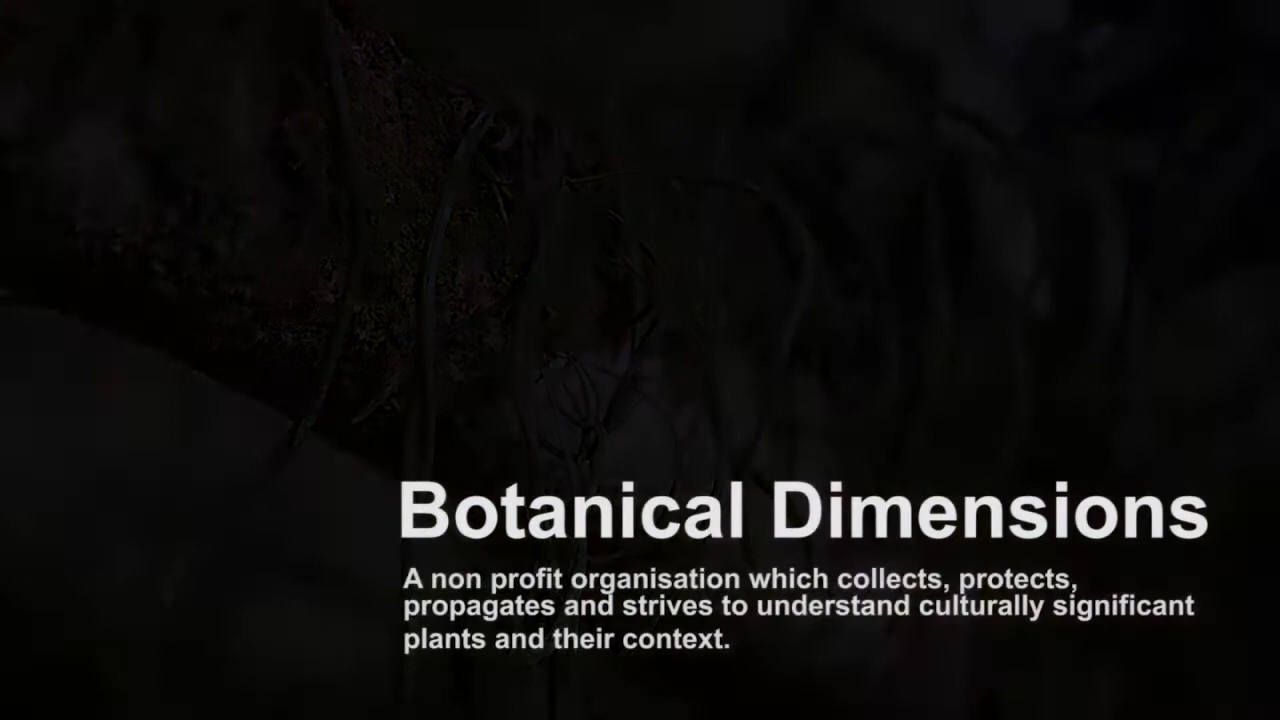 Botanical Dimensions
A non profit organisation which collects, protects,
propagates and strives to understand culturally significant
plants and their context.